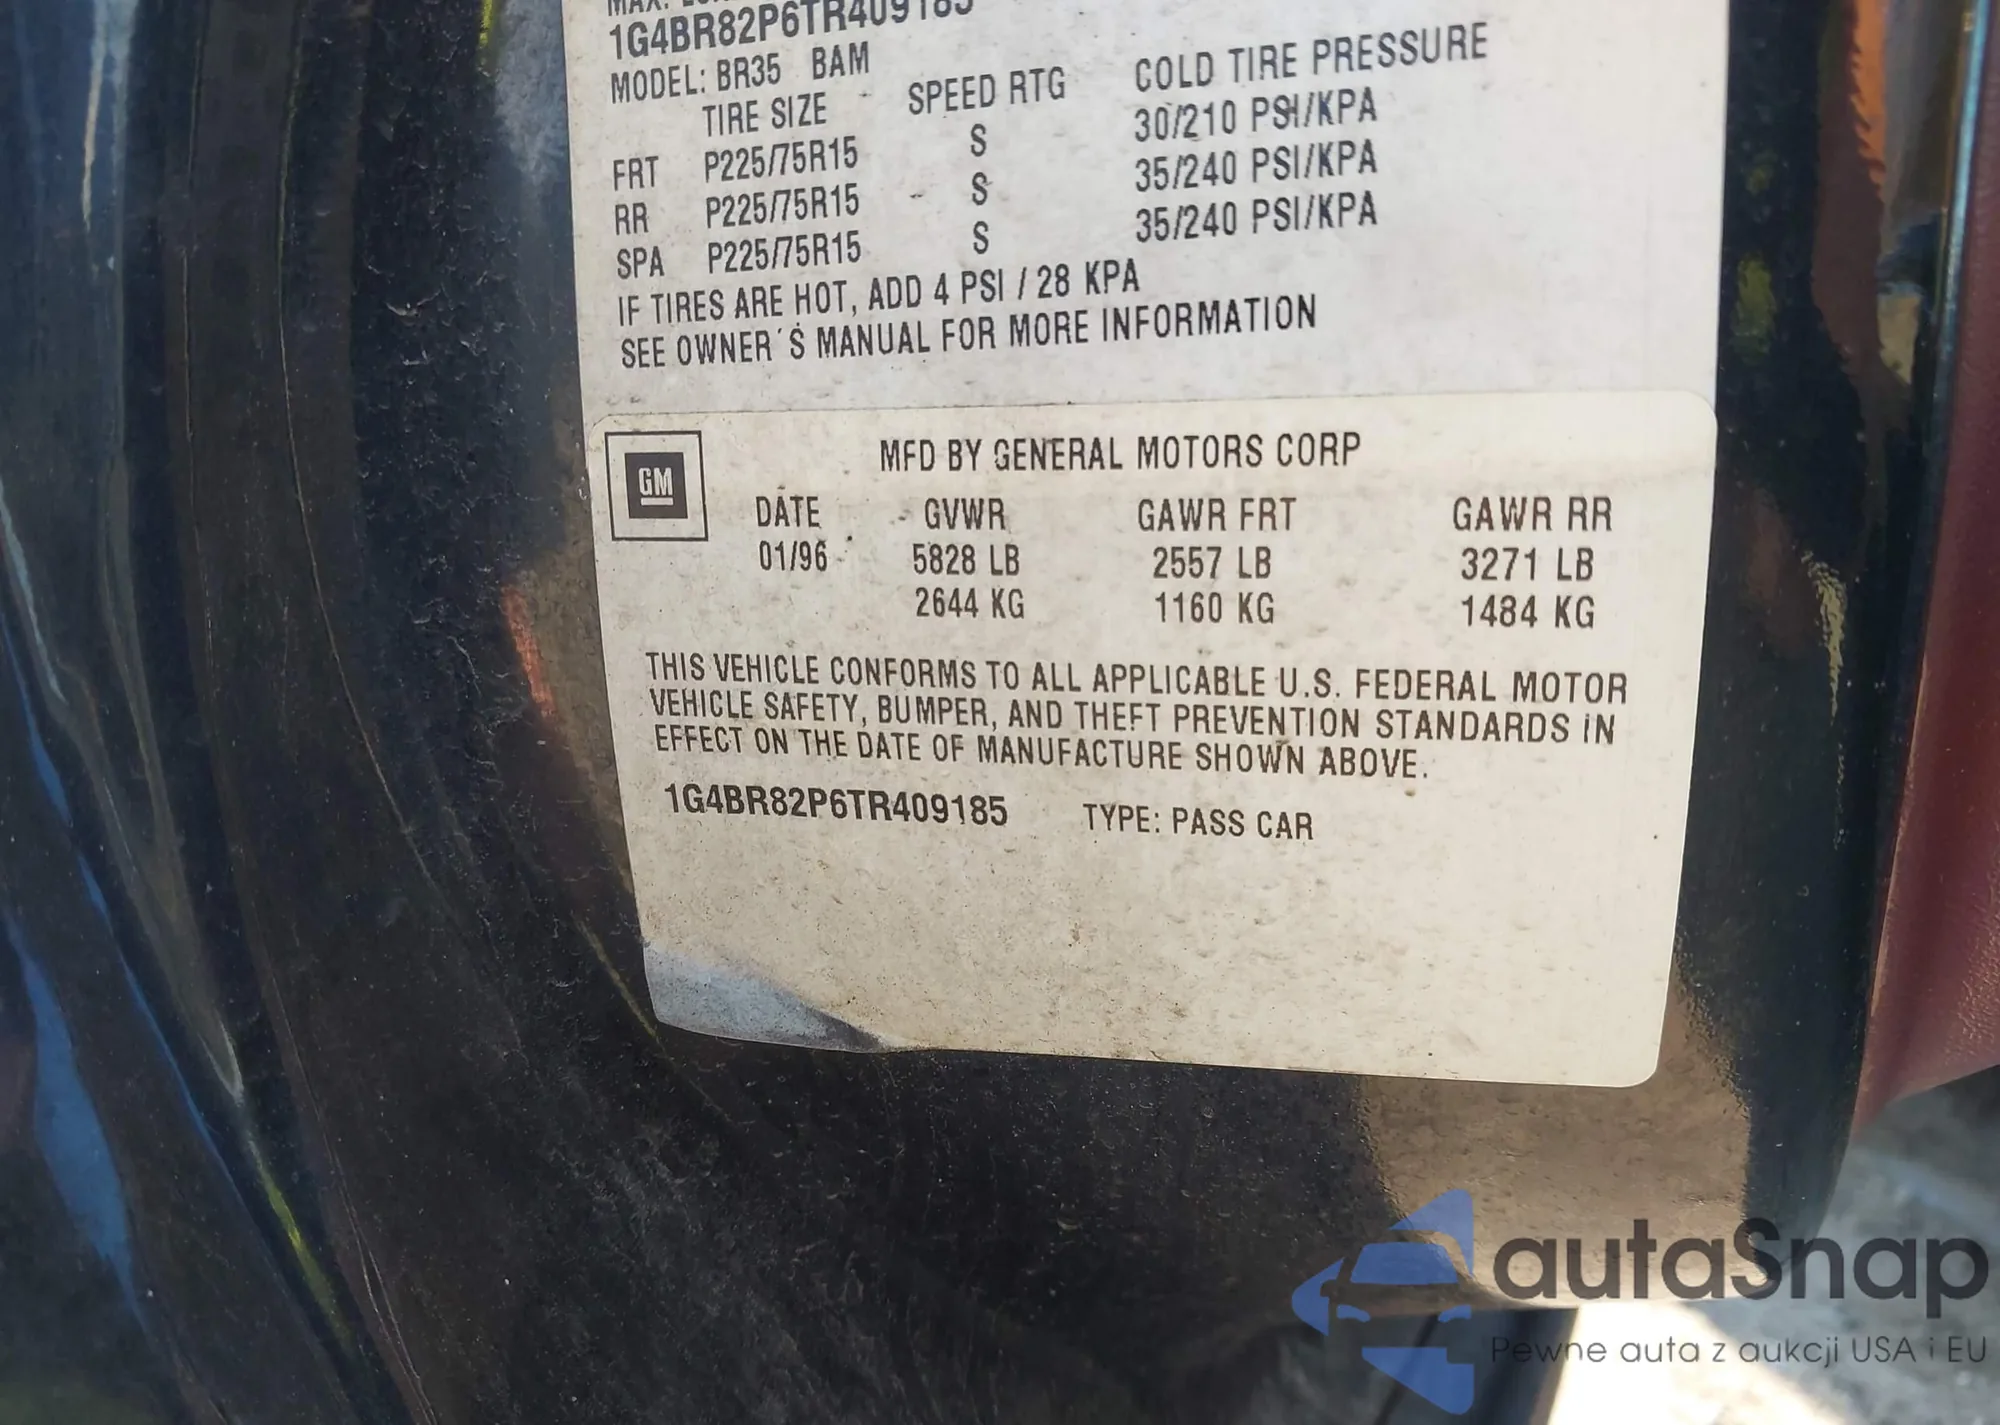 1G4BR82P6TR409185
MODEL: BR35 BAM
TIRE SIZE SPEED RTG COLD TIRE PRESSURE
FRT P225/75R15 S 30/210 PSI/KPA
RR P225/75R15 S 35/240 PSI/KPA
SPA P225/75R15 S 35/240 PSI/KPA
IF TIRES ARE HOT, ADD 4 PSI / 28 KPA
SEE OWNER'S MANUAL FOR MORE INFORMATION
GM
MFD BY GENERAL MOTORS CORP
DATE GVWR GAWR FRT GAWR RR
01/96 5828 LB 2557 LB 3271 LB
2644 KG 1160 KG 1484 KG
THIS VEHICLE CONFORMS TO ALL APPLICABLE U.S. FEDERAL MOTOR
VEHICLE SAFETY, BUMPER, AND THEFT PREVENTION STANDARDS IN
EFFECT ON THE DATE OF MANUFACTURE SHOWN ABOVE.
1G4BR82P6TR409185 TYPE: PASS CAR
autaSnap
Pewne auta z aukcji USA i EU